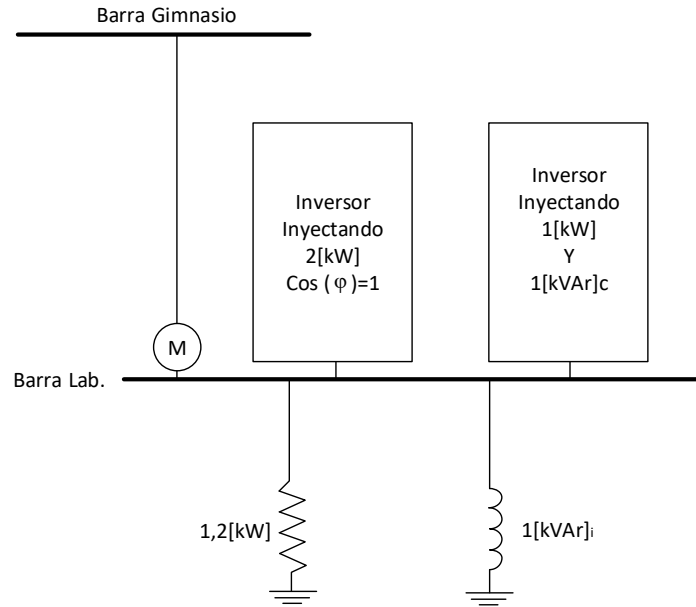 Barra Gimnasio
Inversor
Inyectando
2[kW]
Cos (φ)=1
Inversor
Inyectando
1[kW]
Y
1[kVAr]c
M
Barra Lab.
1,2[kW]
1[kVAr]i